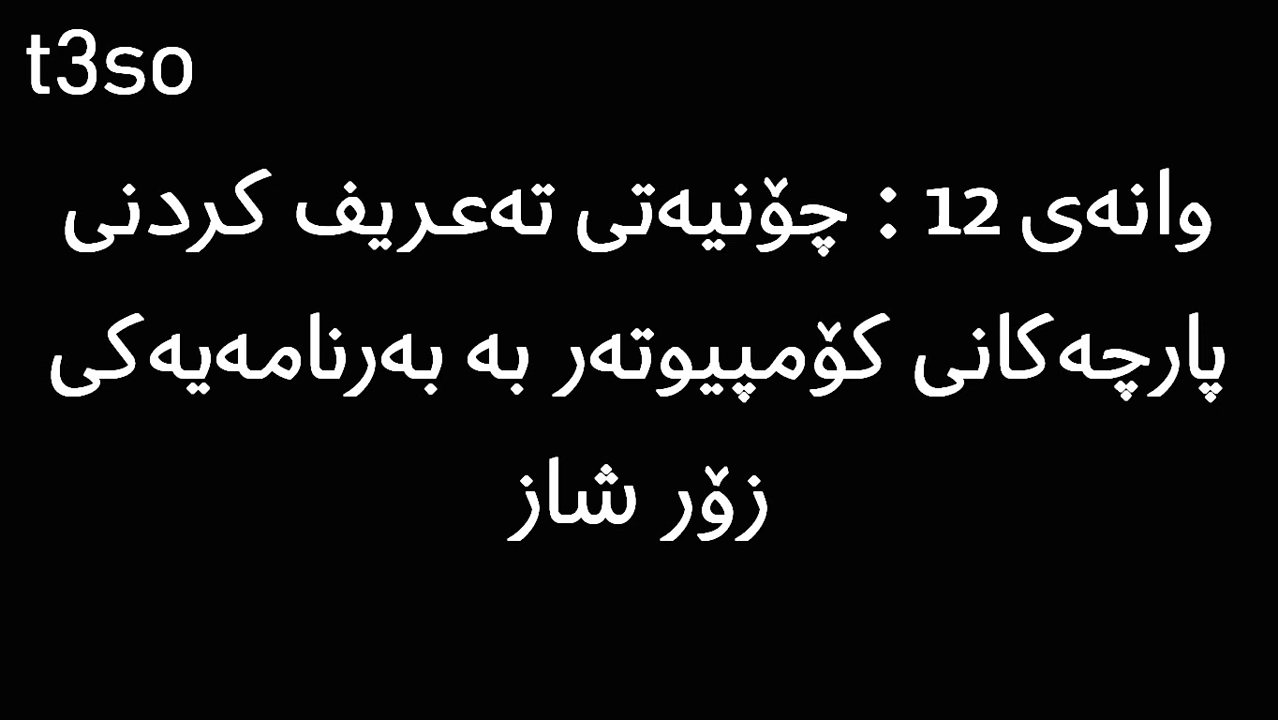 t3so
وانەی 12 : چۆنیەتی تەعریف کردنی
پارچەکانی کۆمپیوتەر بە بەرنامەیەکی
زۆر شاز